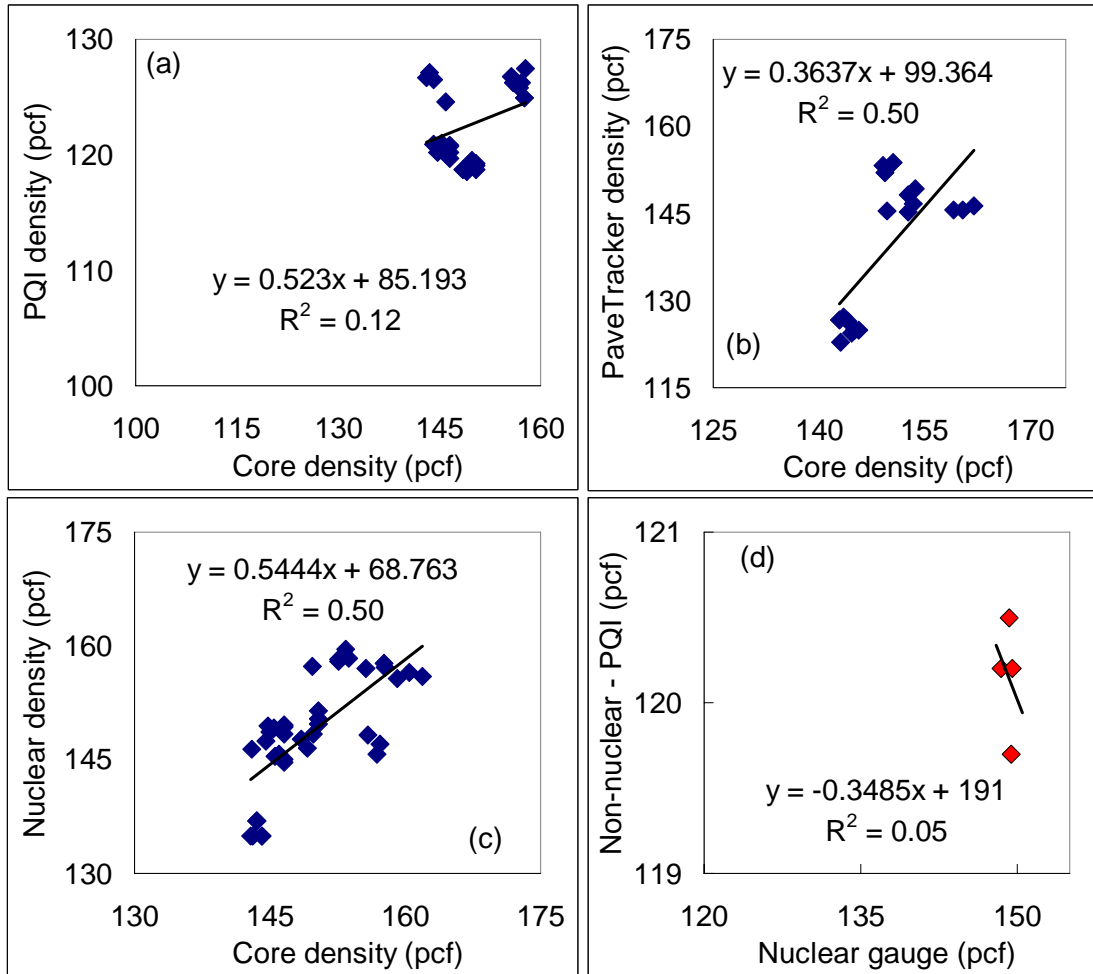 (a)
130
120
110
100
PQI density (pcf)
y = 0.523x + 85.193
R² = 0.12
100 115 130 145 160
Core density (pcf)
175
160
145
130
115
PaveTracker density (pcf)
y = 0.3637x + 99.364
R² = 0.50
(b)
125 140 155 170
Core density (pcf)
175
160
145
130
Nuclear density (pcf)
y = 0.5444x + 68.763
R² = 0.50
(c)
130 145 160 175
Core density (pcf)
121
120
119
Non-nuclear - PQI (pcf)
(d)
y = -0.3485x + 191
R² = 0.05
120 135 150
Nuclear gauge (pcf)